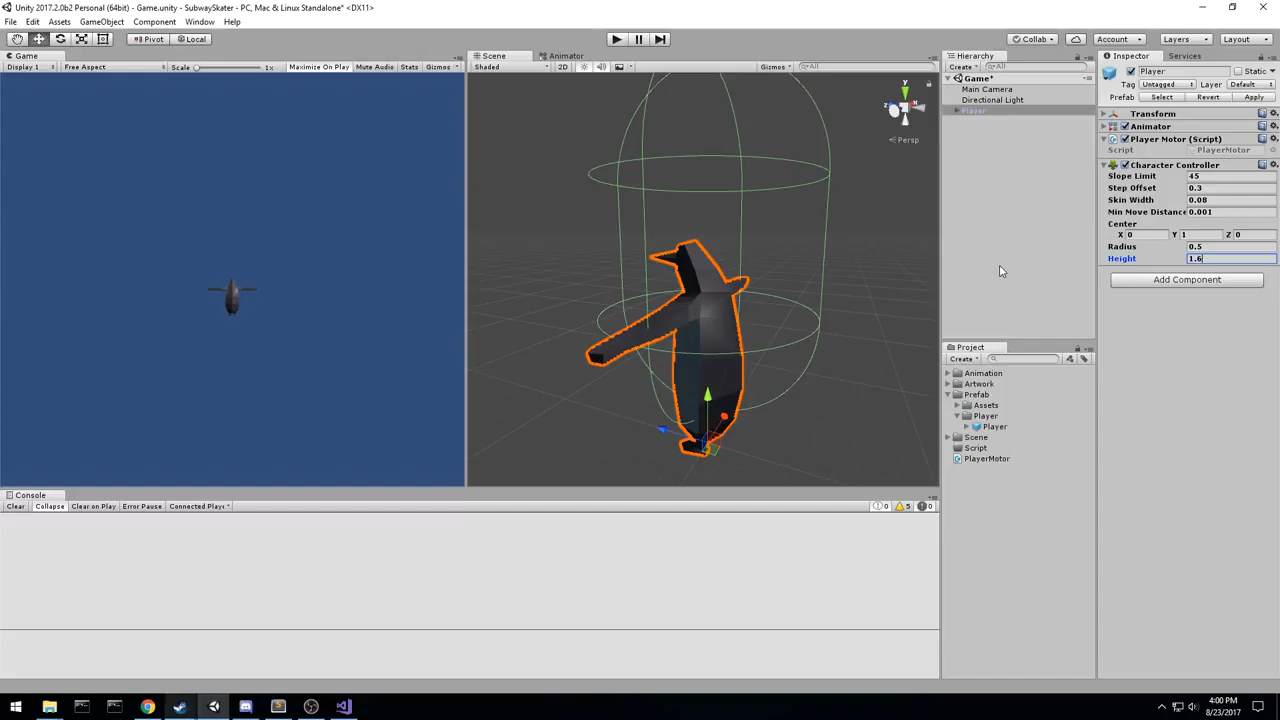 Unity 2017.2.0b2 Personal (64bit) - Game.unity - SubwaySkater - PC, Mac & Linux Standalone* <DX11>
File Edit Assets GameObject Component Window Help
Pivot Local Collab Account Layers Layout
Game Scene Animator Hierarchy Inspector Services
Display 1 Free Aspect Scale 1x Maximize On Play Mute Audio Stats Gizmos Shaded 2D Gizmos All Create All
Player Static
Game*
Tag Untagged Layer Default
Main Camera
Prefab Select Revert Apply
Directional Light
Player
Transform
Animator
Player Motor (Script)
Script PlayerMotor
Character Controller
Slope Limit 45
Step Offset 0.3
Skin Width 0.08
Min Move Distance 0.001
Center
X 0 Y 1 Z 0
Radius 0.5
Height 1.6
Add Component
y
z x
Persp
Project
Create
Animation
Artwork
Prefab
Assets
Player
Player
Scene
Script
PlayerMotor
Console
Clear Collapse Clear on Play Error Pause Connected Playe 0 5 0
4:00 PM
8/23/2017